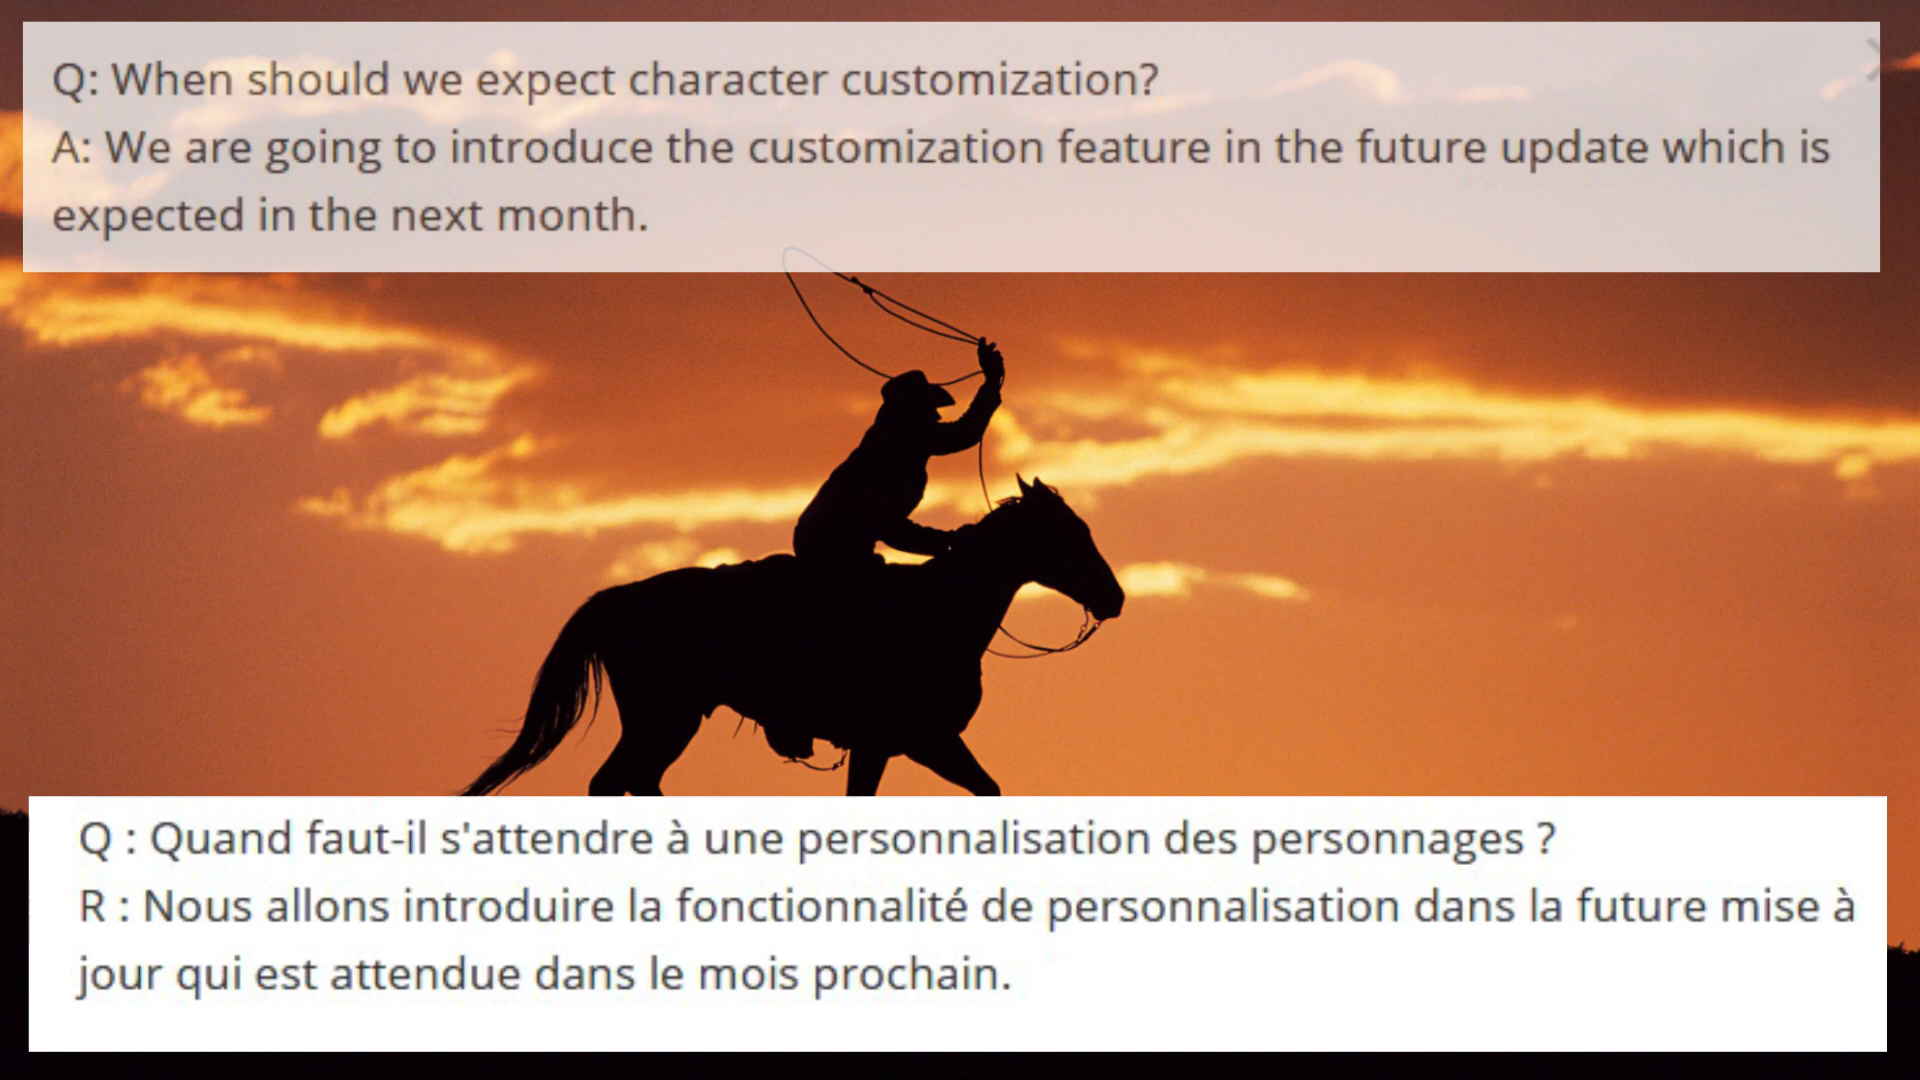 Q: When should we expect character customization?
A: We are going to introduce the customization feature in the future update which is
expected in the next month.
Q : Quand faut-il s'attendre à une personnalisation des personnages ?
R : Nous allons introduire la fonctionnalité de personnalisation dans la future mise à
jour qui est attendue dans le mois prochain.